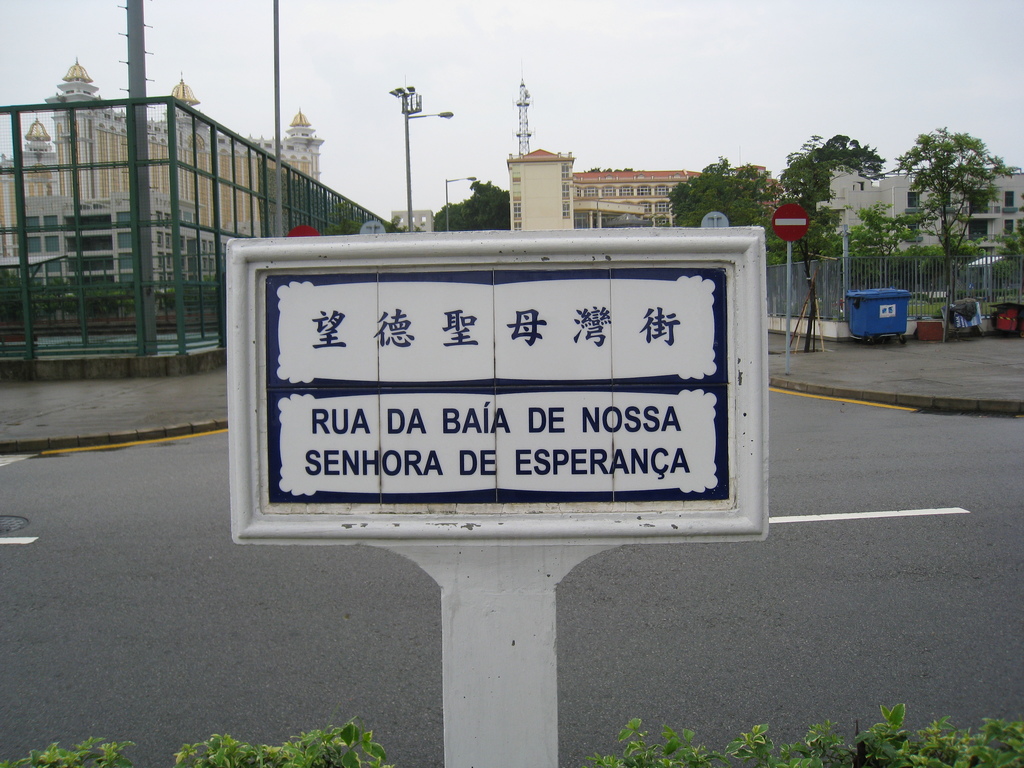 望德聖母灣街
RUA DA BAÍA DE NOSSA
SENHORA DE ESPERANÇA